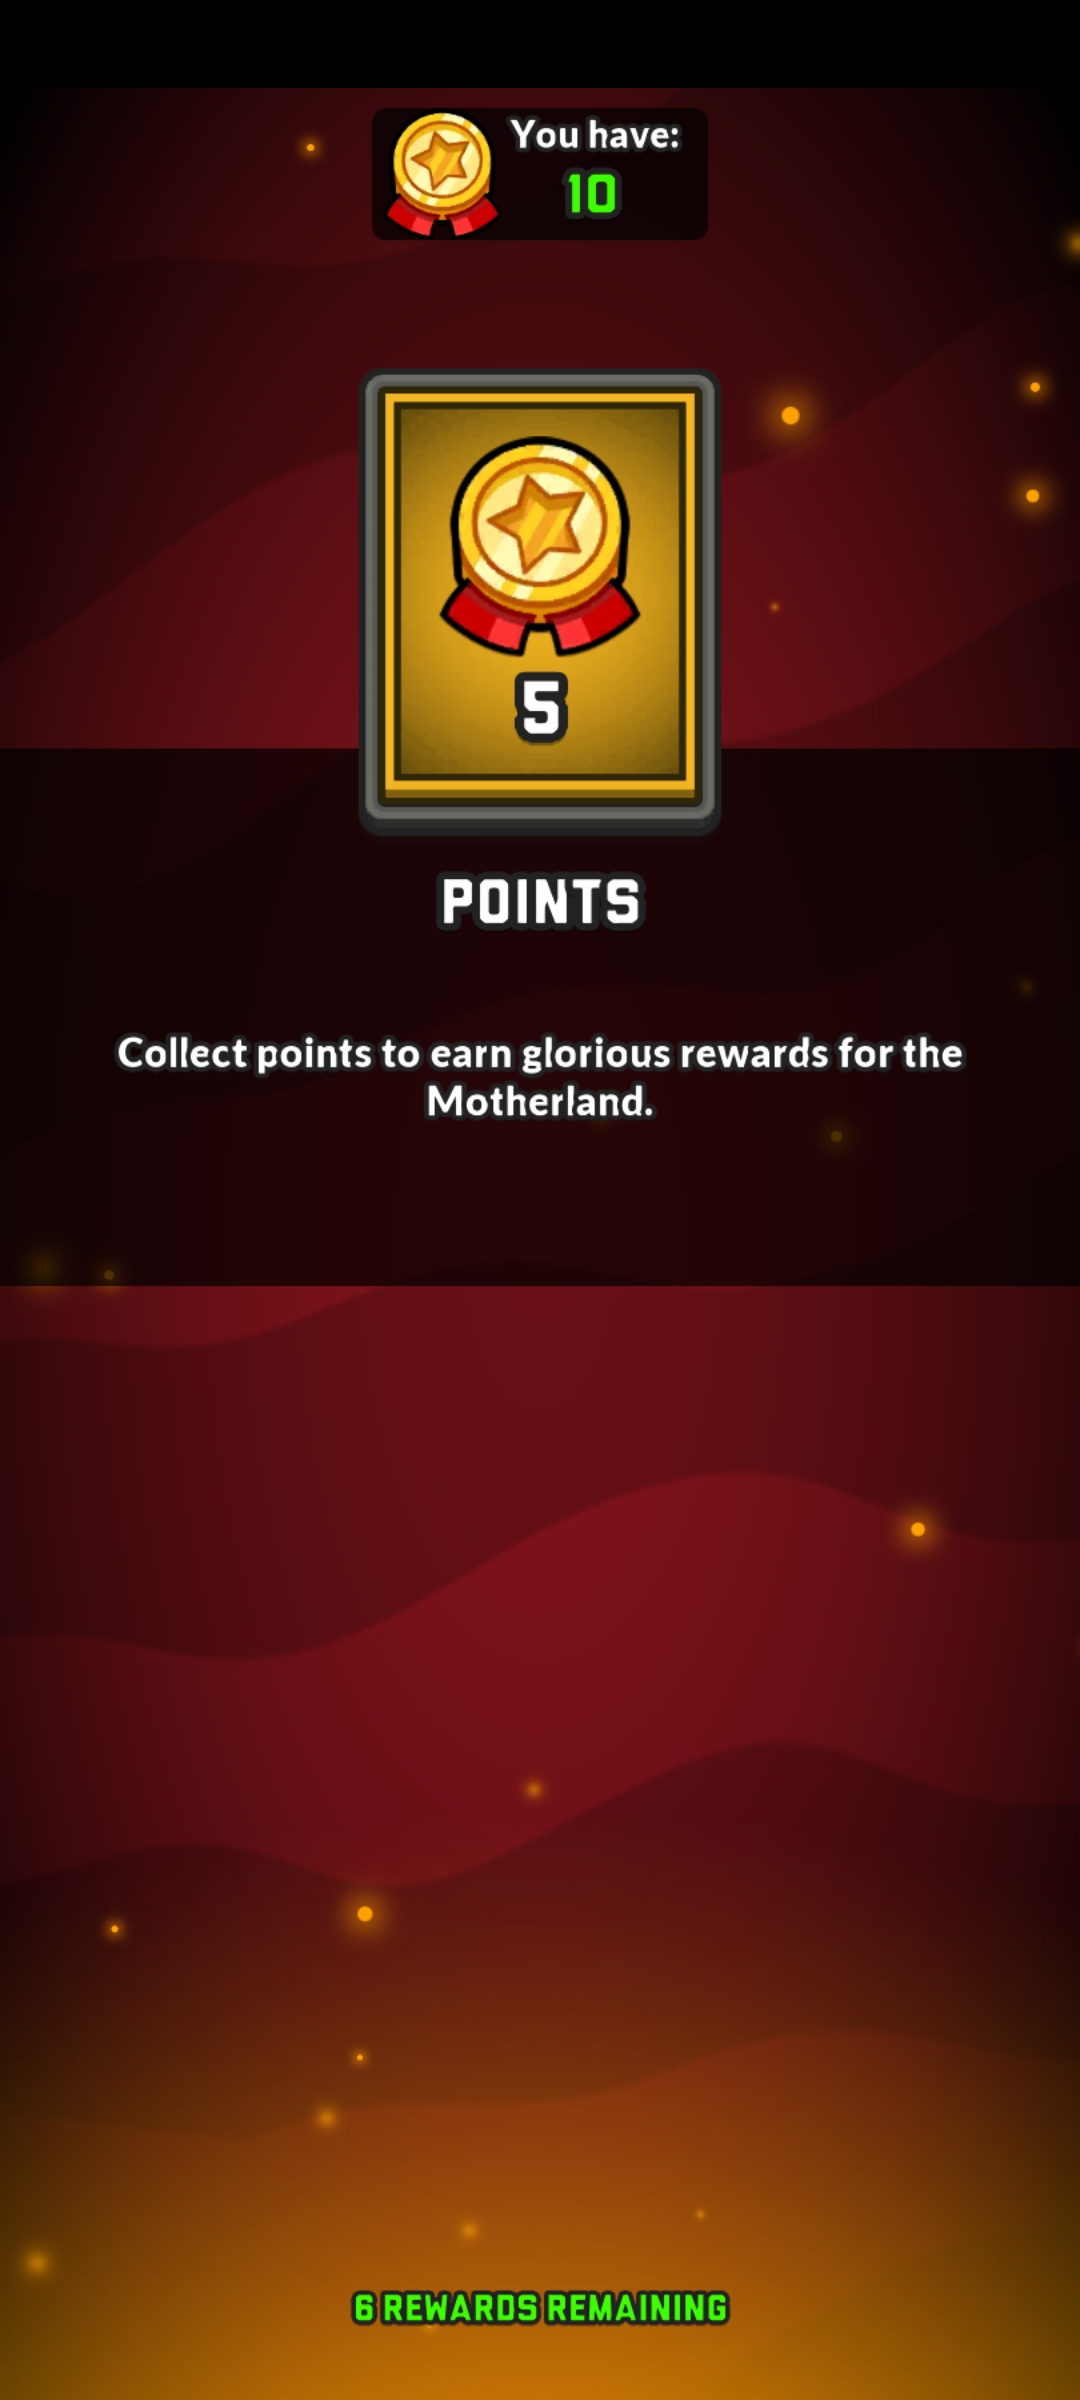 You have:
10
5
POINTS
Collect points to earn glorious rewards for the
Motherland.
6 REWARDS REMAINING